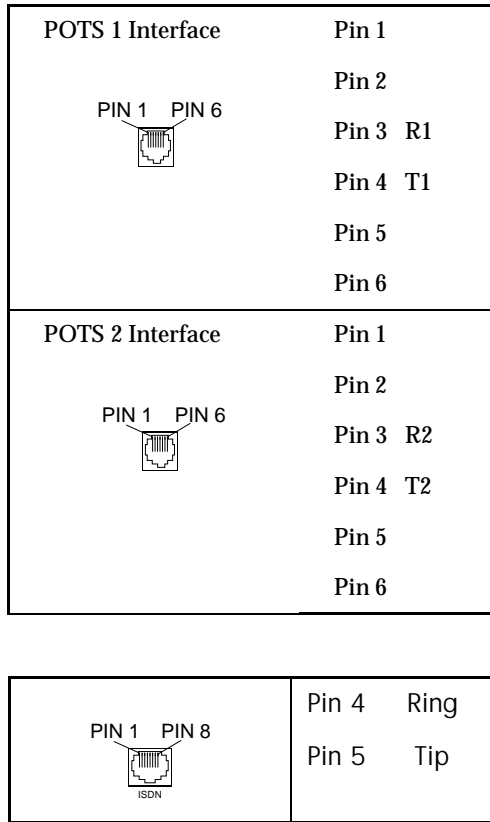 POTS 1 Interface
PIN 1 PIN 6
Pin 1
Pin 2
Pin 3 R1
Pin 4 T1
Pin 5
Pin 6
POTS 2 Interface
PIN 1 PIN 6
Pin 1
Pin 2
Pin 3 R2
Pin 4 T2
Pin 5
Pin 6
PIN 1 PIN 8
ISDN
Pin 4 Ring
Pin 5 Tip